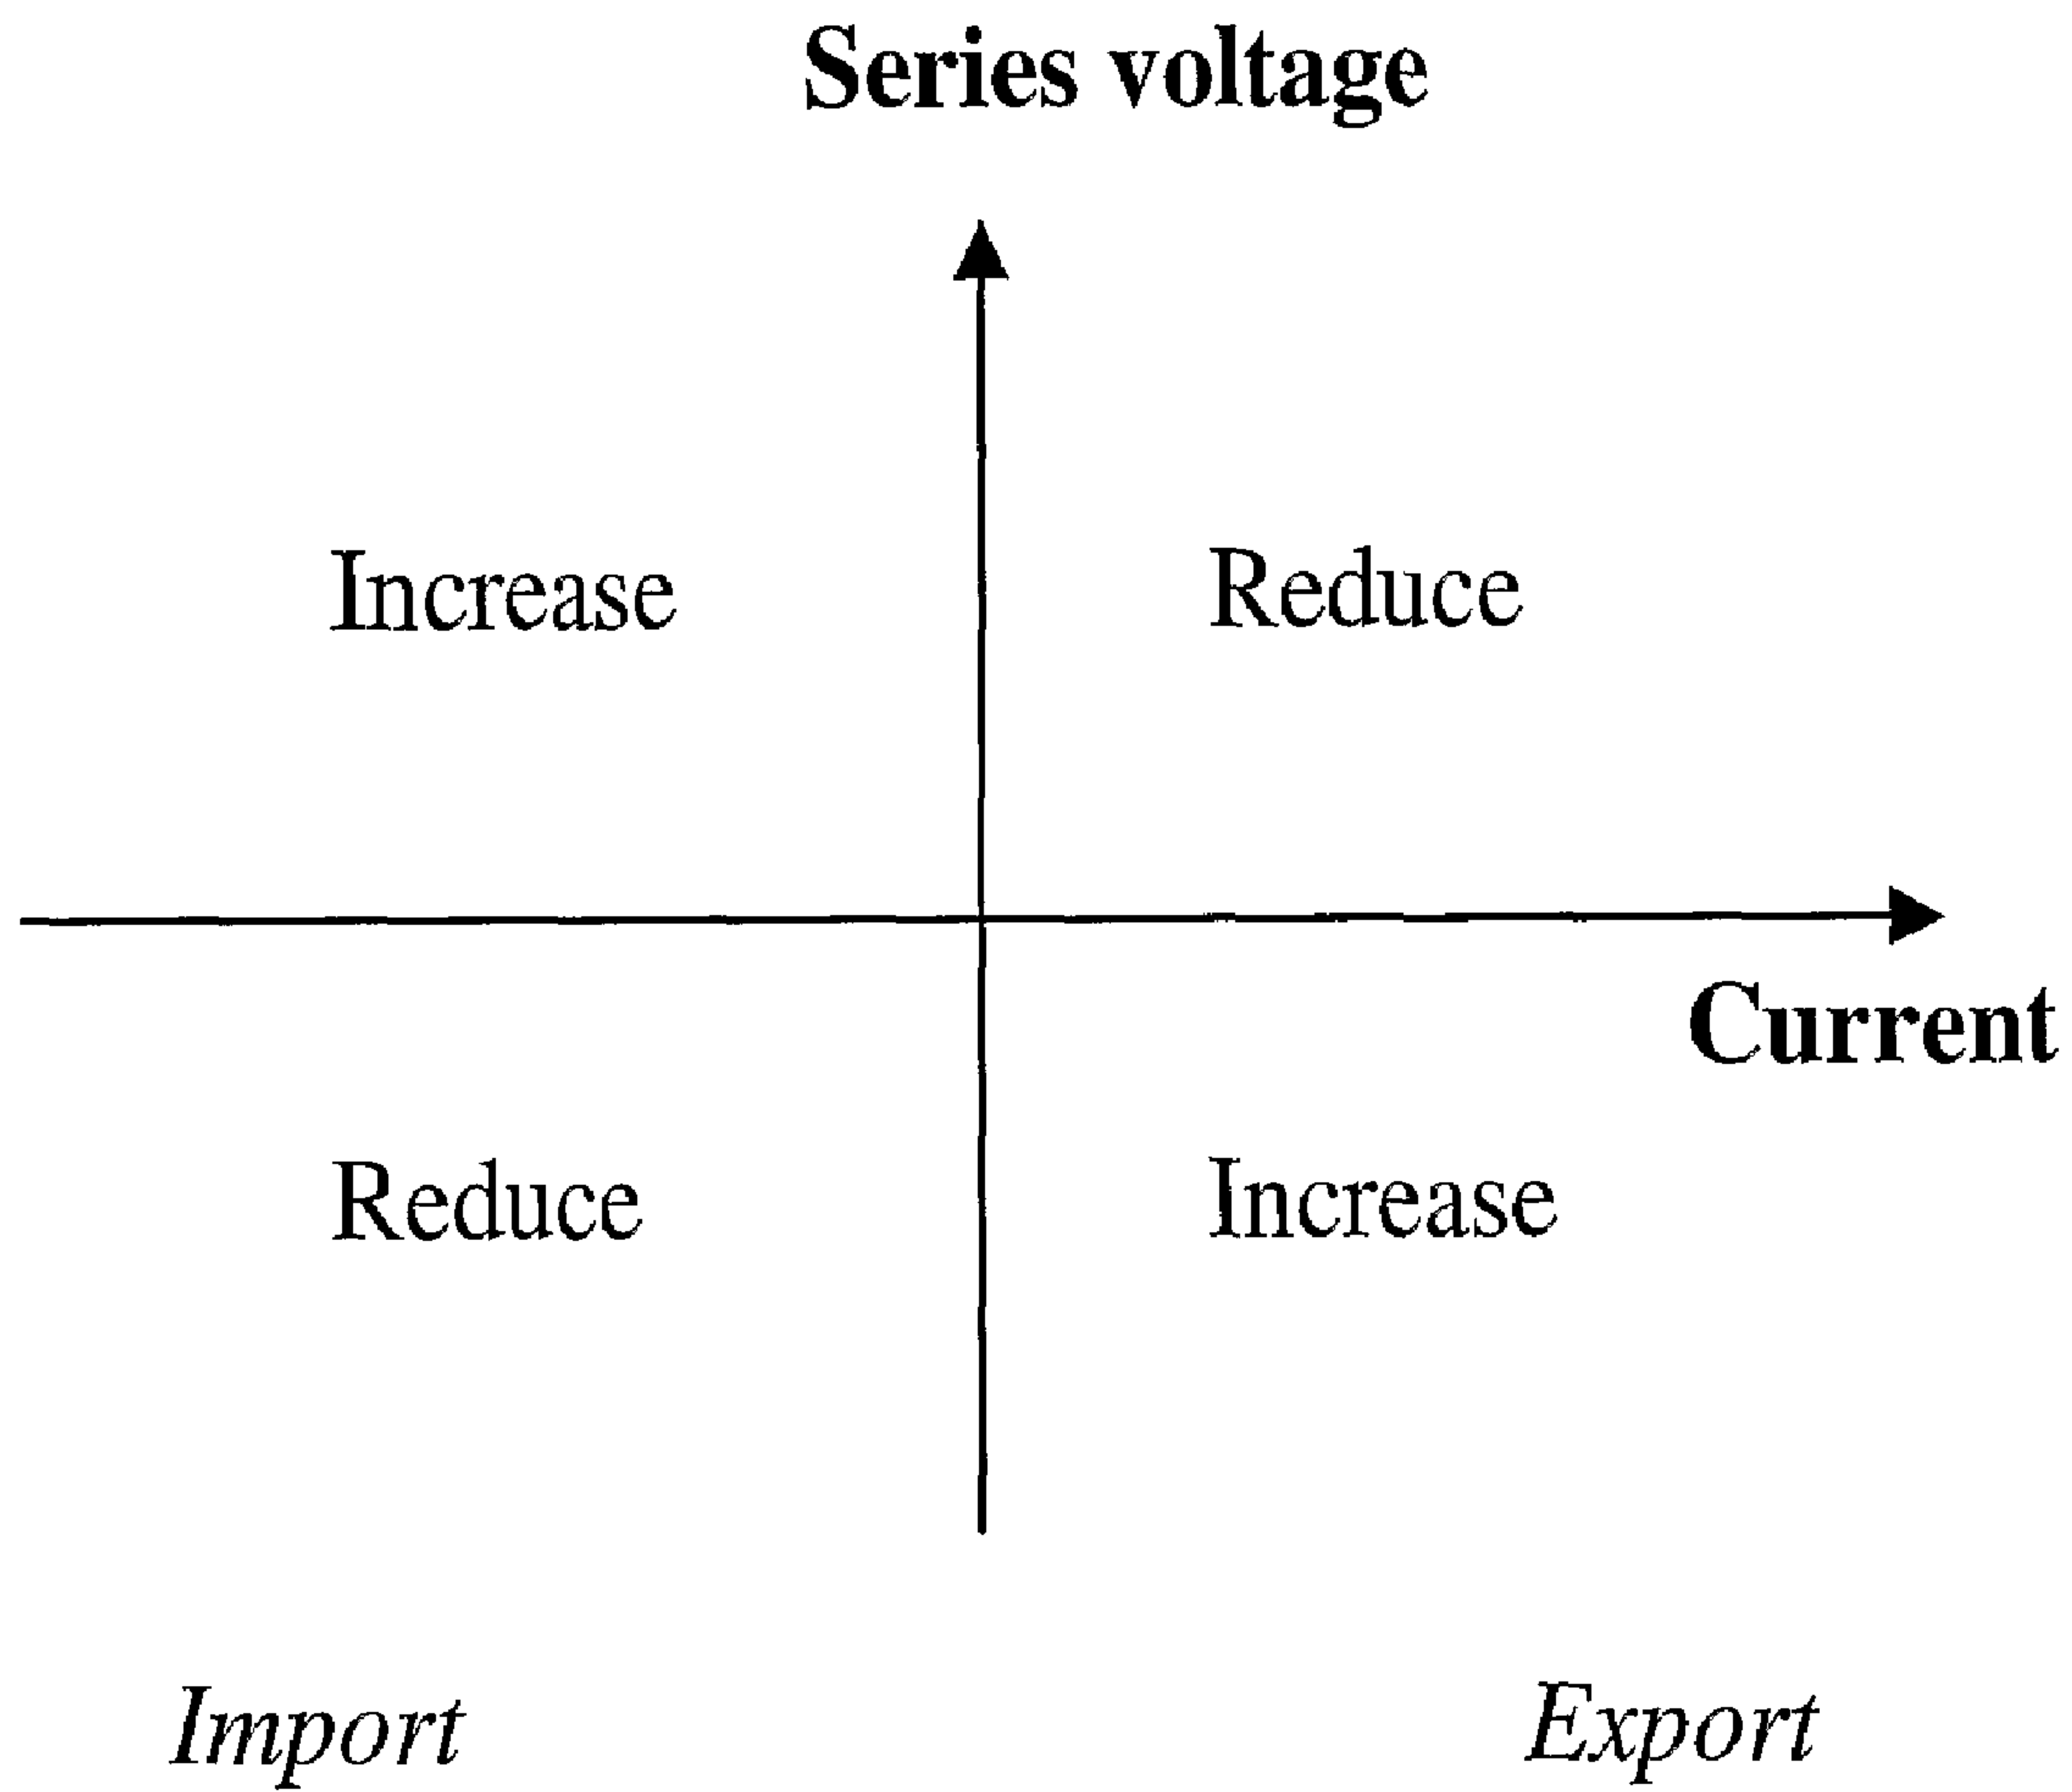 Series voltage
Increase Reduce
Current
Reduce Increase
Import Export